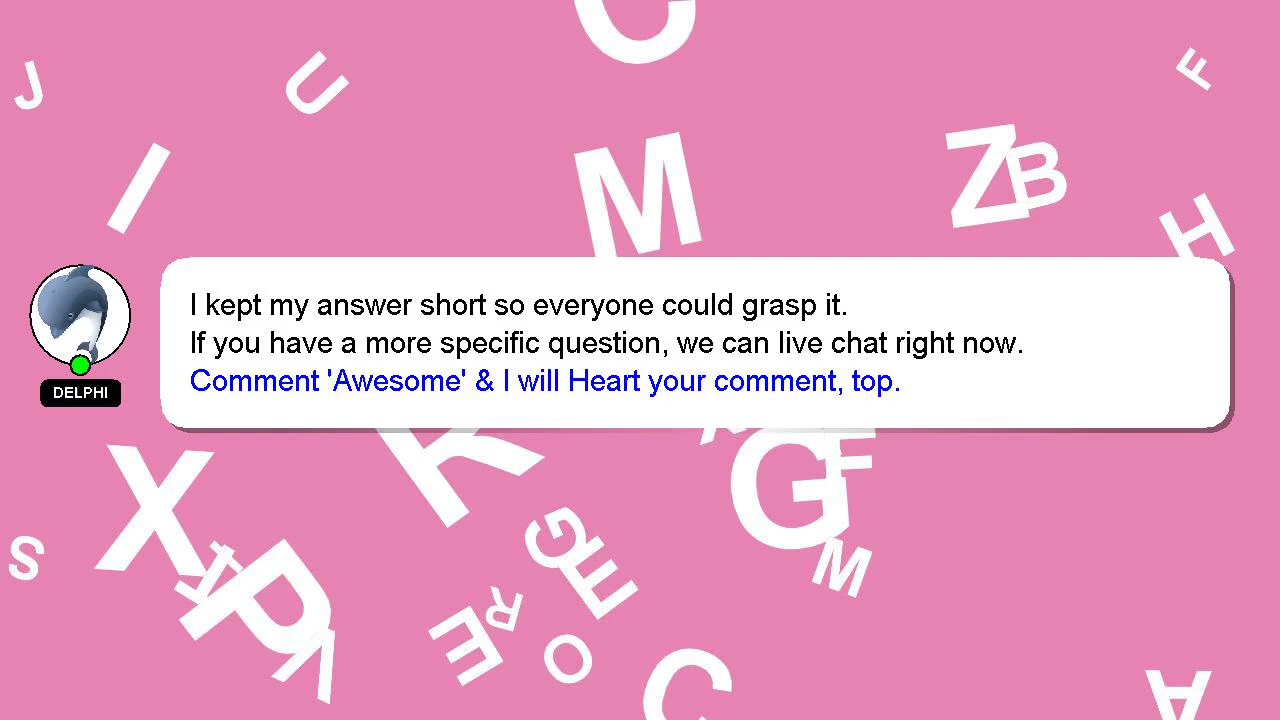 C
J
U
F
I
M
Z
B
H
I kept my answer short so everyone could grasp it.
If you have a more specific question, we can live chat right now.
Comment 'Awesome' & I will Heart your comment, top.
DELPHI
R
G
F
X
S
P
V
G
E
M
R
E
O
C
A